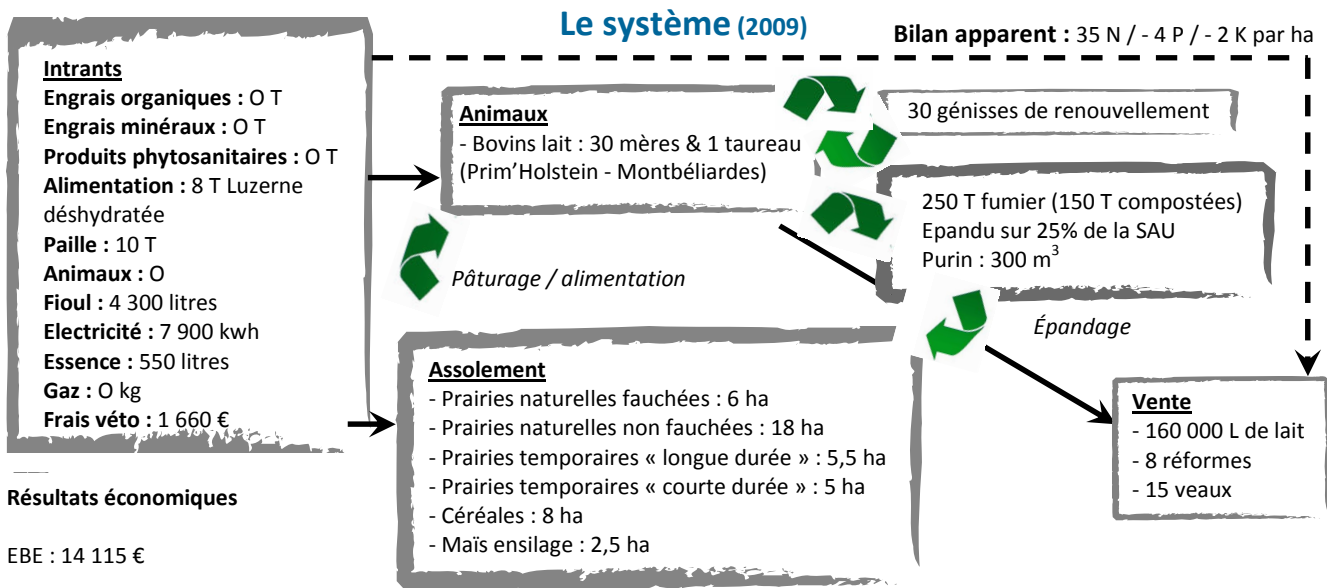 Le système (2009)
Bilan apparent : 35 N / - 4 P / - 2 K par ha
Intrants
Engrais organiques : O T
Engrais minéraux : O T
Produits phytosanitaires : O T
Alimentation : 8 T Luzerne
déshydratée
Paille : 10 T
Animaux : O
Fioul : 4 300 litres
Electricité : 7 900 kwh
Essence : 550 litres
Gaz : O kg
Frais véto : 1 660 €
Animaux
- Bovins lait : 30 mères & 1 taureau
(Prim'Holstein - Montbéliardes)
30 génisses de renouvellement
250 T fumier (150 T compostées)
Epandu sur 25% de la SAU
Purin : 300 m³
Pâturage / alimentation
Épandage
Assolement
- Prairies naturelles fauchées : 6 ha
- Prairies naturelles non fauchées : 18 ha
- Prairies temporaires « longue durée » : 5,5 ha
- Prairies temporaires « courte durée » : 5 ha
- Céréales : 8 ha
- Maïs ensilage : 2,5 ha
Vente
- 160 000 L de lait
- 8 réformes
- 15 veaux
Résultats économiques
EBE : 14 115 €